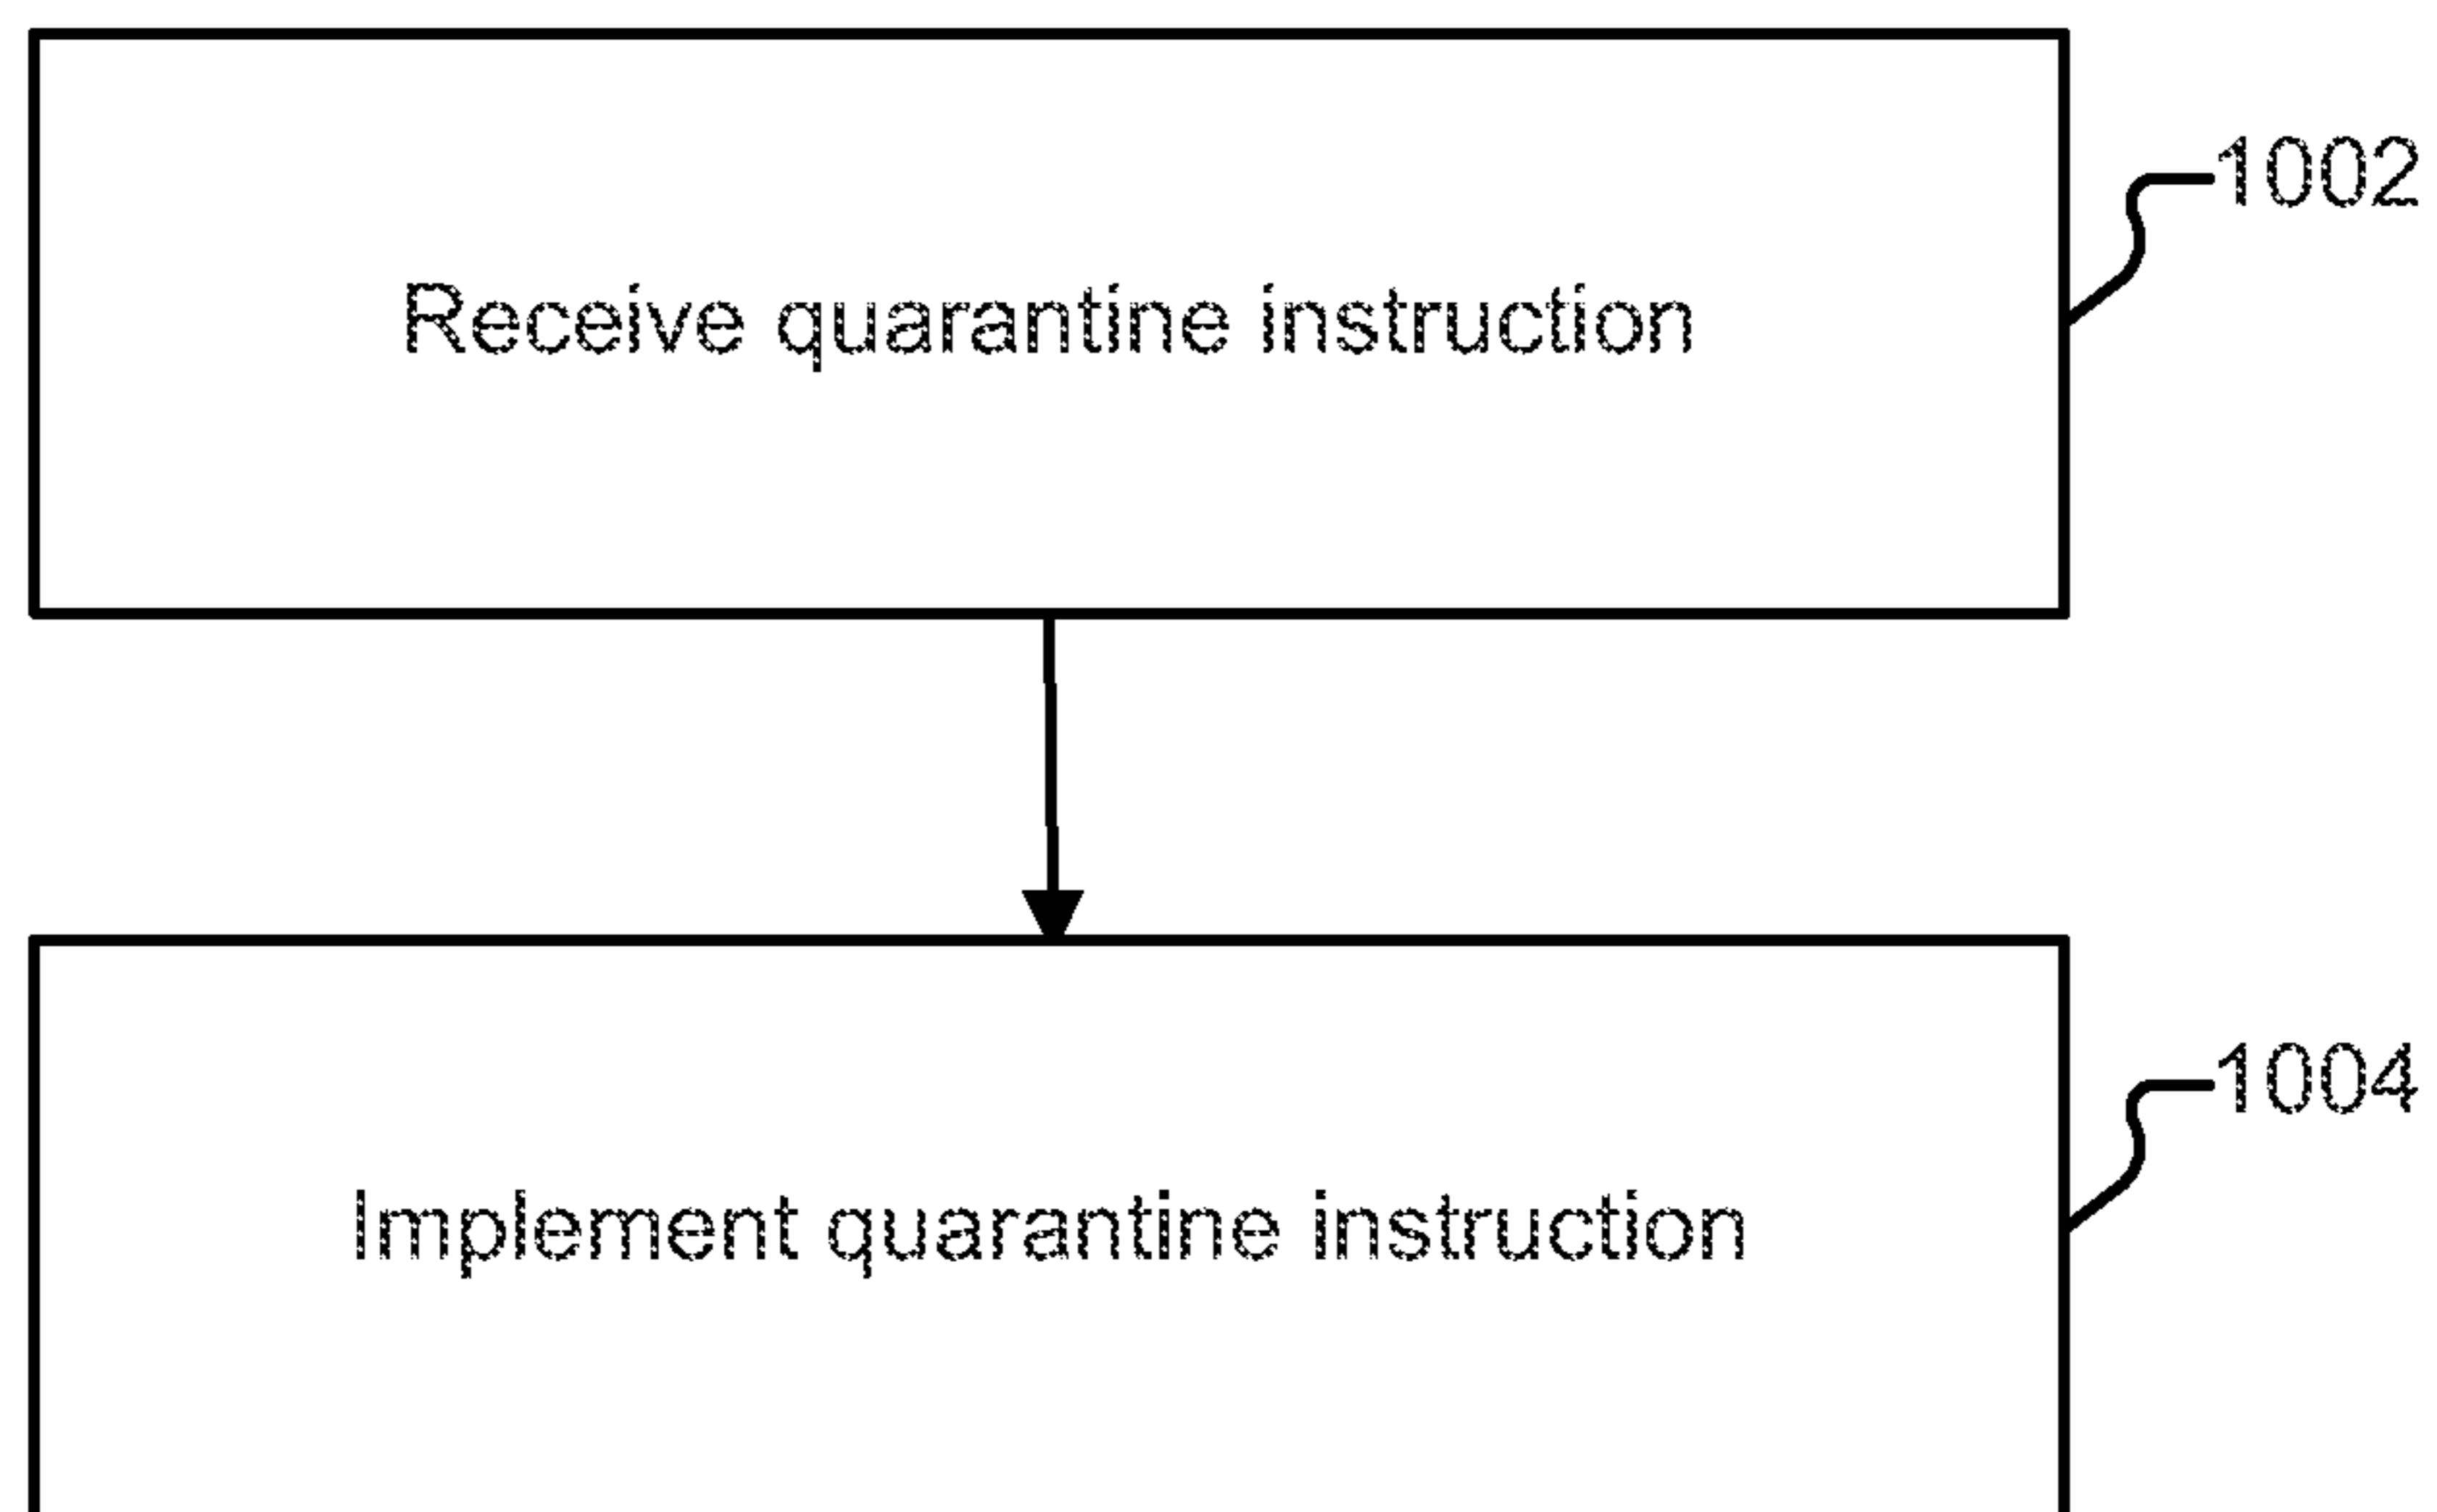 1002
Receive quarantine instruction
1004
Implement quarantine instruction